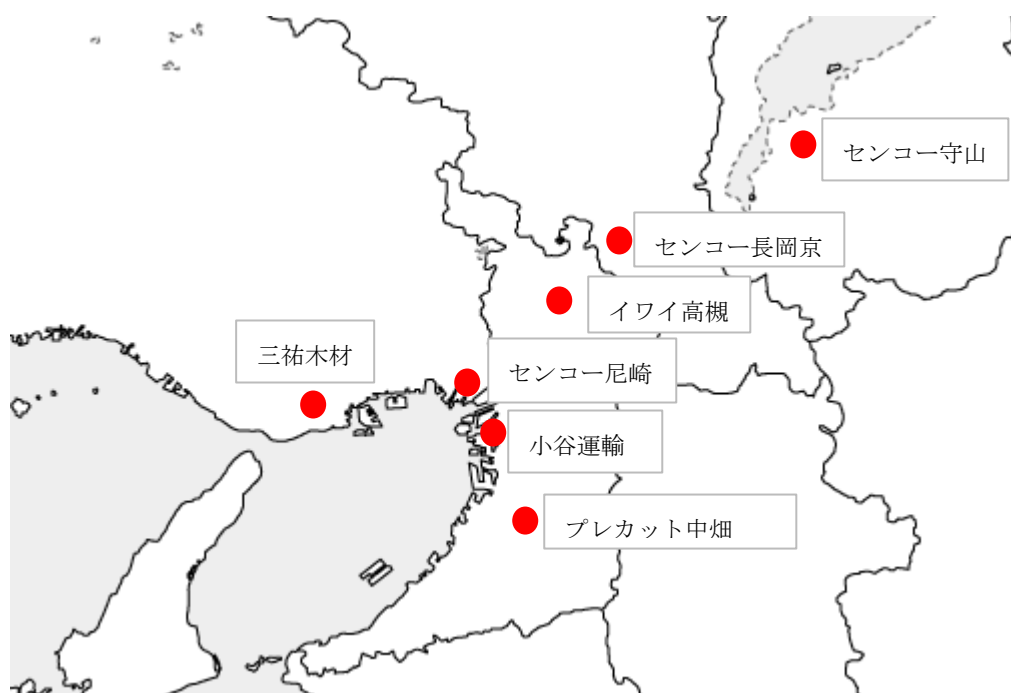 センコー守山
センコー長岡京
イワイ高槻
三祐木材
センコー尼崎
小谷運輸
プレカット中畑